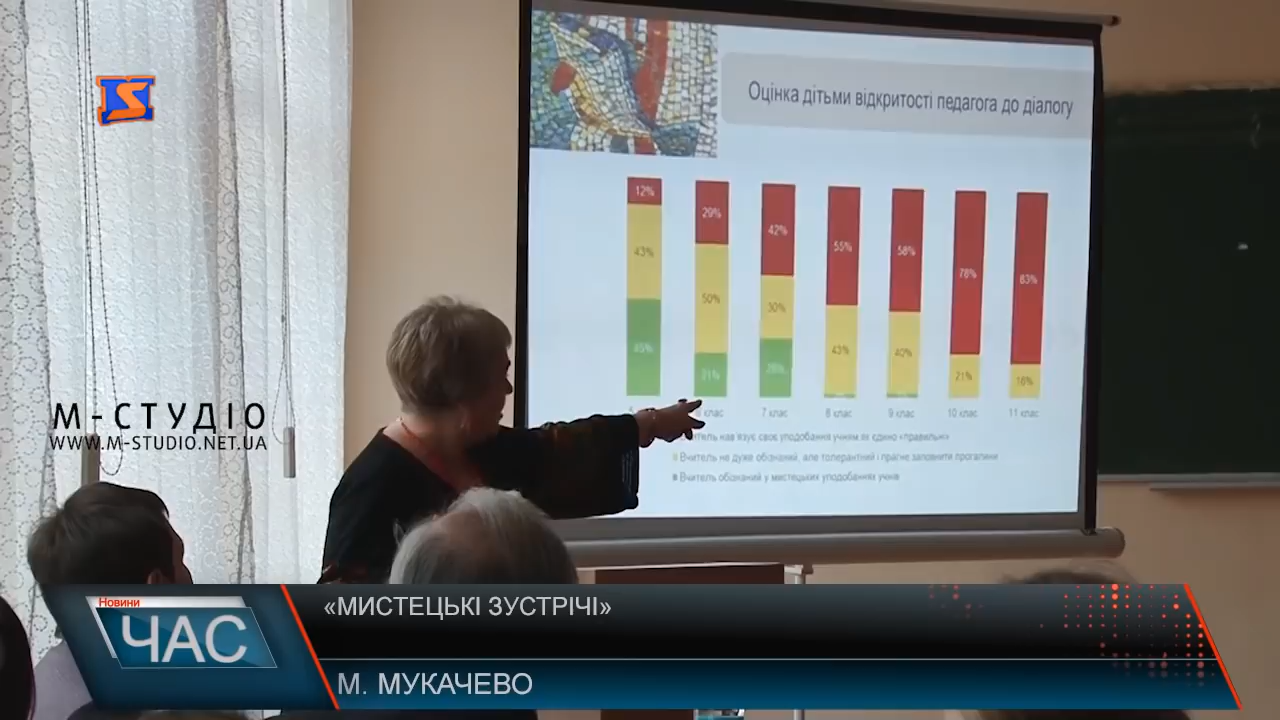 Оцінка дітьми відкритості педагога до діалогу
12%
29%
42%
55%
58%
78%
83%
43%
50%
30%
43%
40%
21%
16%
45%
21%
28%
клас
7 клас
8 клас
9 клас
10 клас
11 клас
Вчитель нав'язує свої уподобання учням як єдино «правильні»
Вчитель не дуже обізнаний, але толерантний і прагне заповнити прогалини
Вчитель обізнаний у мистецьких уподобаннях учнів
М-СТУДІО
WWW.M-STUDIO.NET.UA
Новини
ЧАС
«МИСТЕЦЬКІ ЗУСТРІЧІ»
М. МУКАЧЕВО